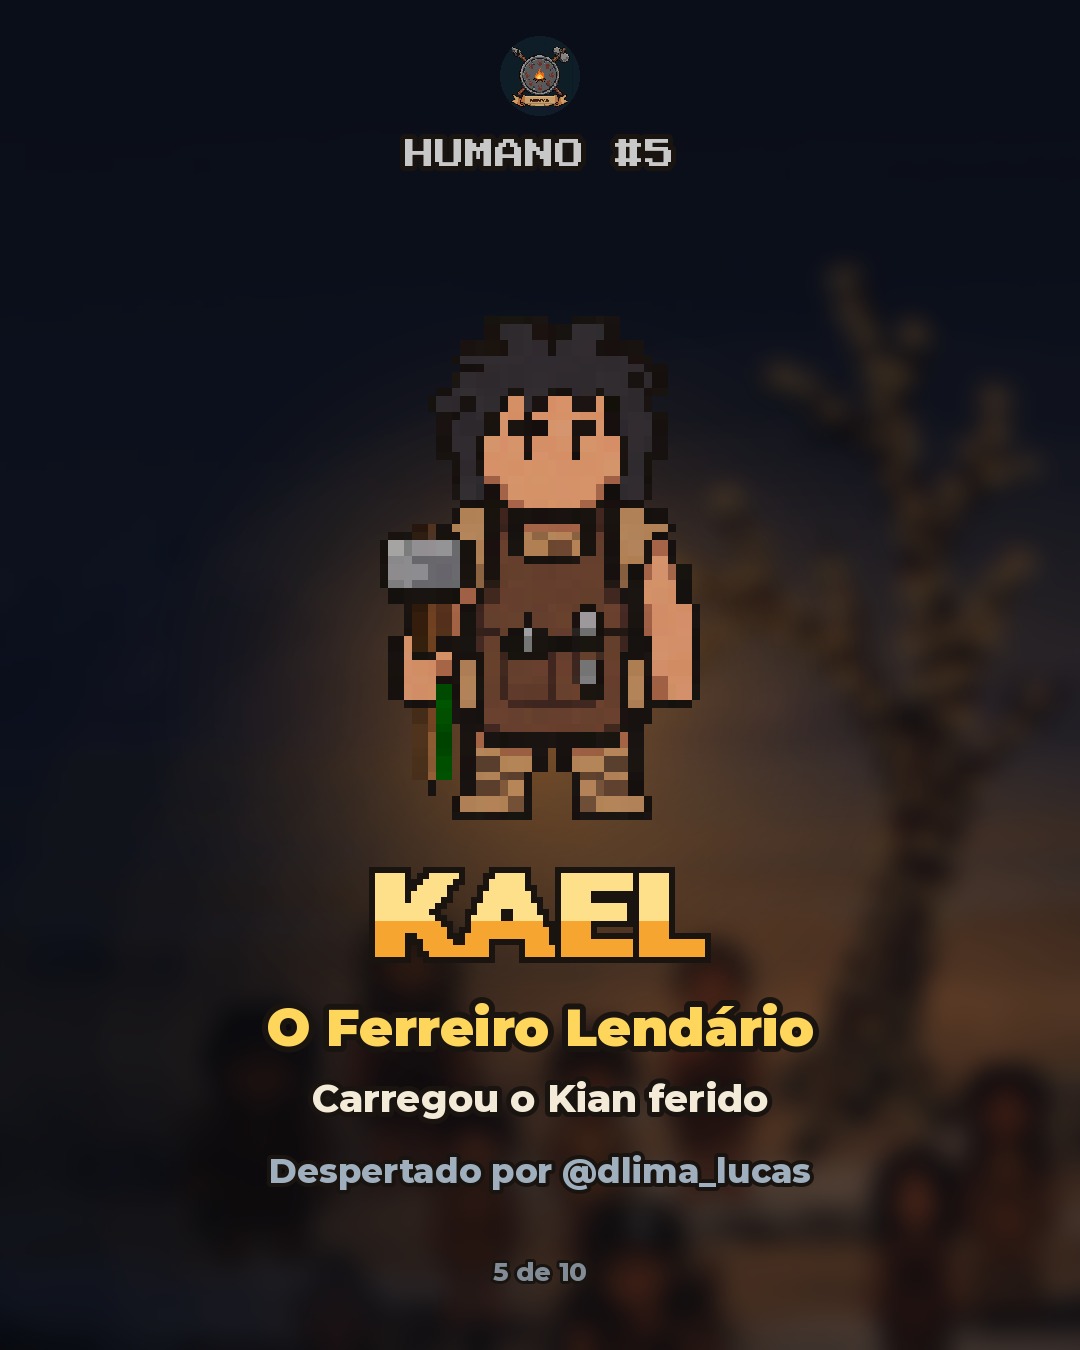 HUMANO #5
KAEL
O Ferreiro Lendário
Carregou o Kian ferido
Despertado por @dlima_lucas
5 de 10